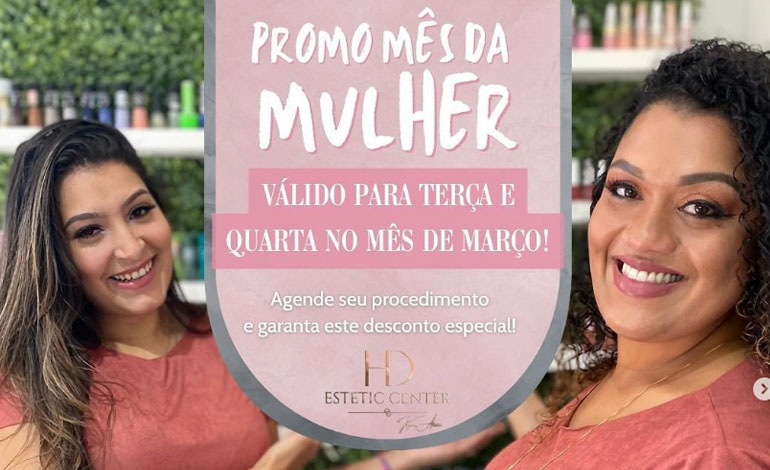 PROMO MÊS DA
MULHER
VÁLIDO PARA TERÇA E
QUARTA NO MÊS DE MARÇO!
Agende seu procedimento
e garanta este desconto especial!
HD
ESTETIC CENTER